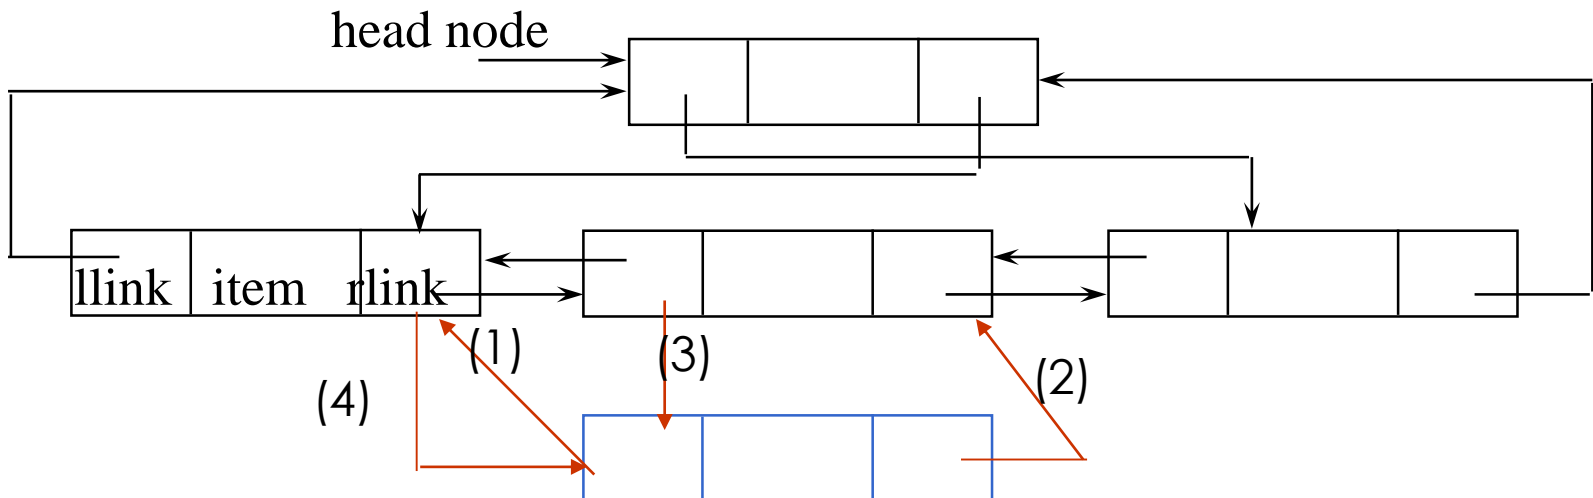 head node
llink item rlink
(1)
(3)
(2)
(4)